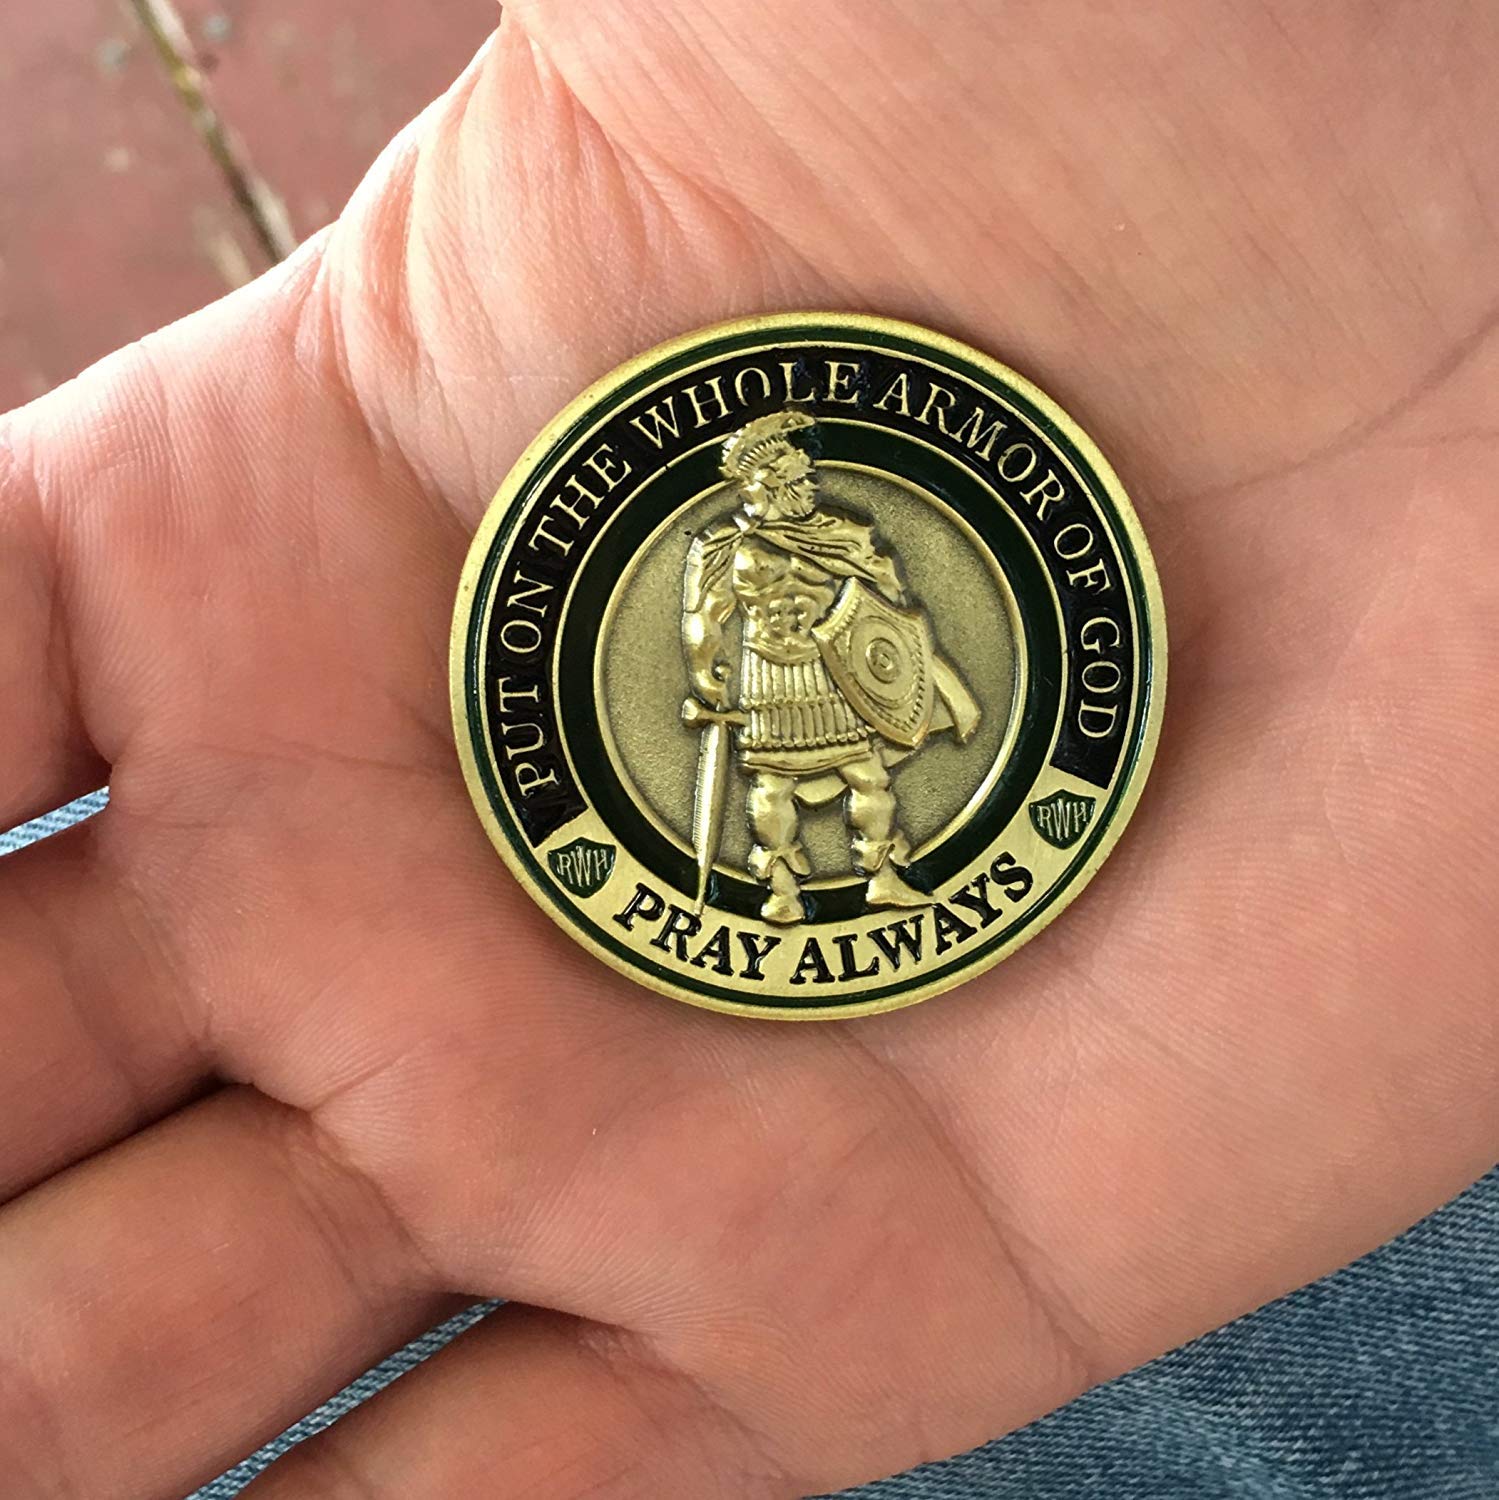 PUT ON THE WHOLE ARMOR OF GOD
RWH
RWH
PRAY ALWAYS